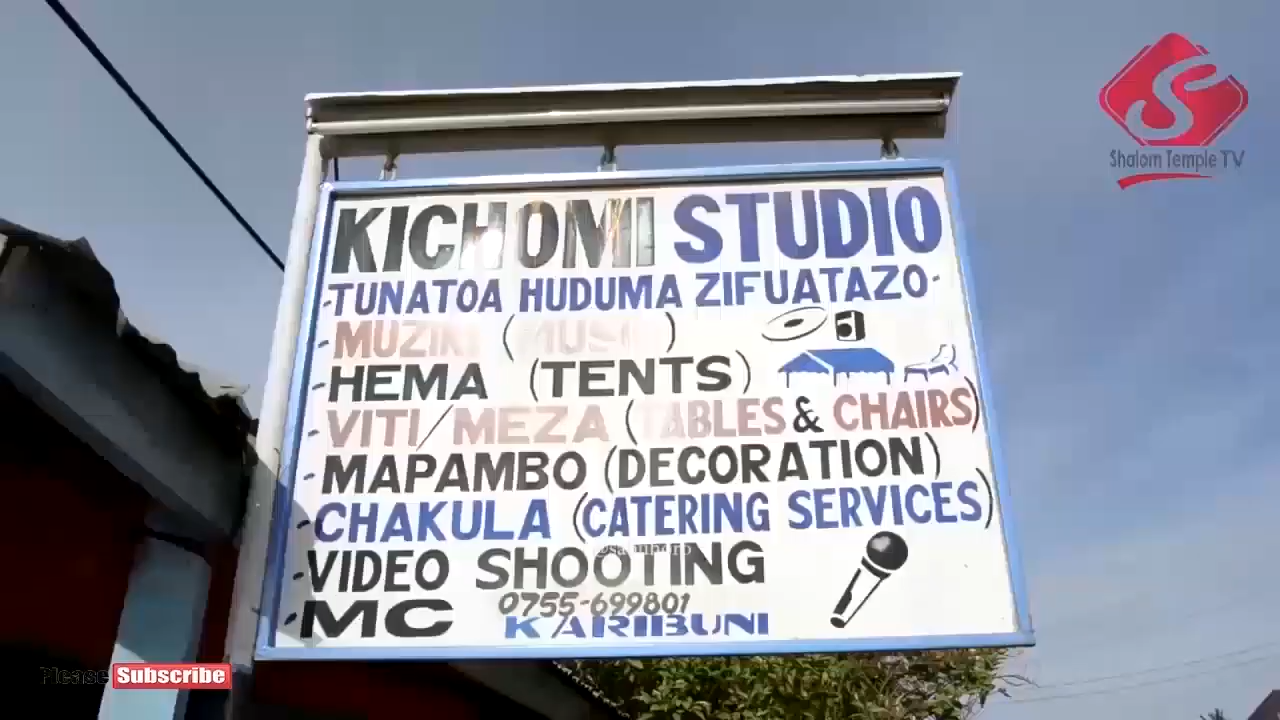 Shalom Temple TV
KICHOMI STUDIO
-TUNATOA HUDUMA ZIFUATAZO-
-MUZIKI (MUSIC)
-HEMA (TENTS)
-VITI/MEZA (TABLES & CHAIRS)
-MAPAMBO (DECORATION)
-CHAKULA (CATERING SERVICES)
-VIDEO SHOOTING
-MC 0755-699801
KARIBUNI
Please Subscribe